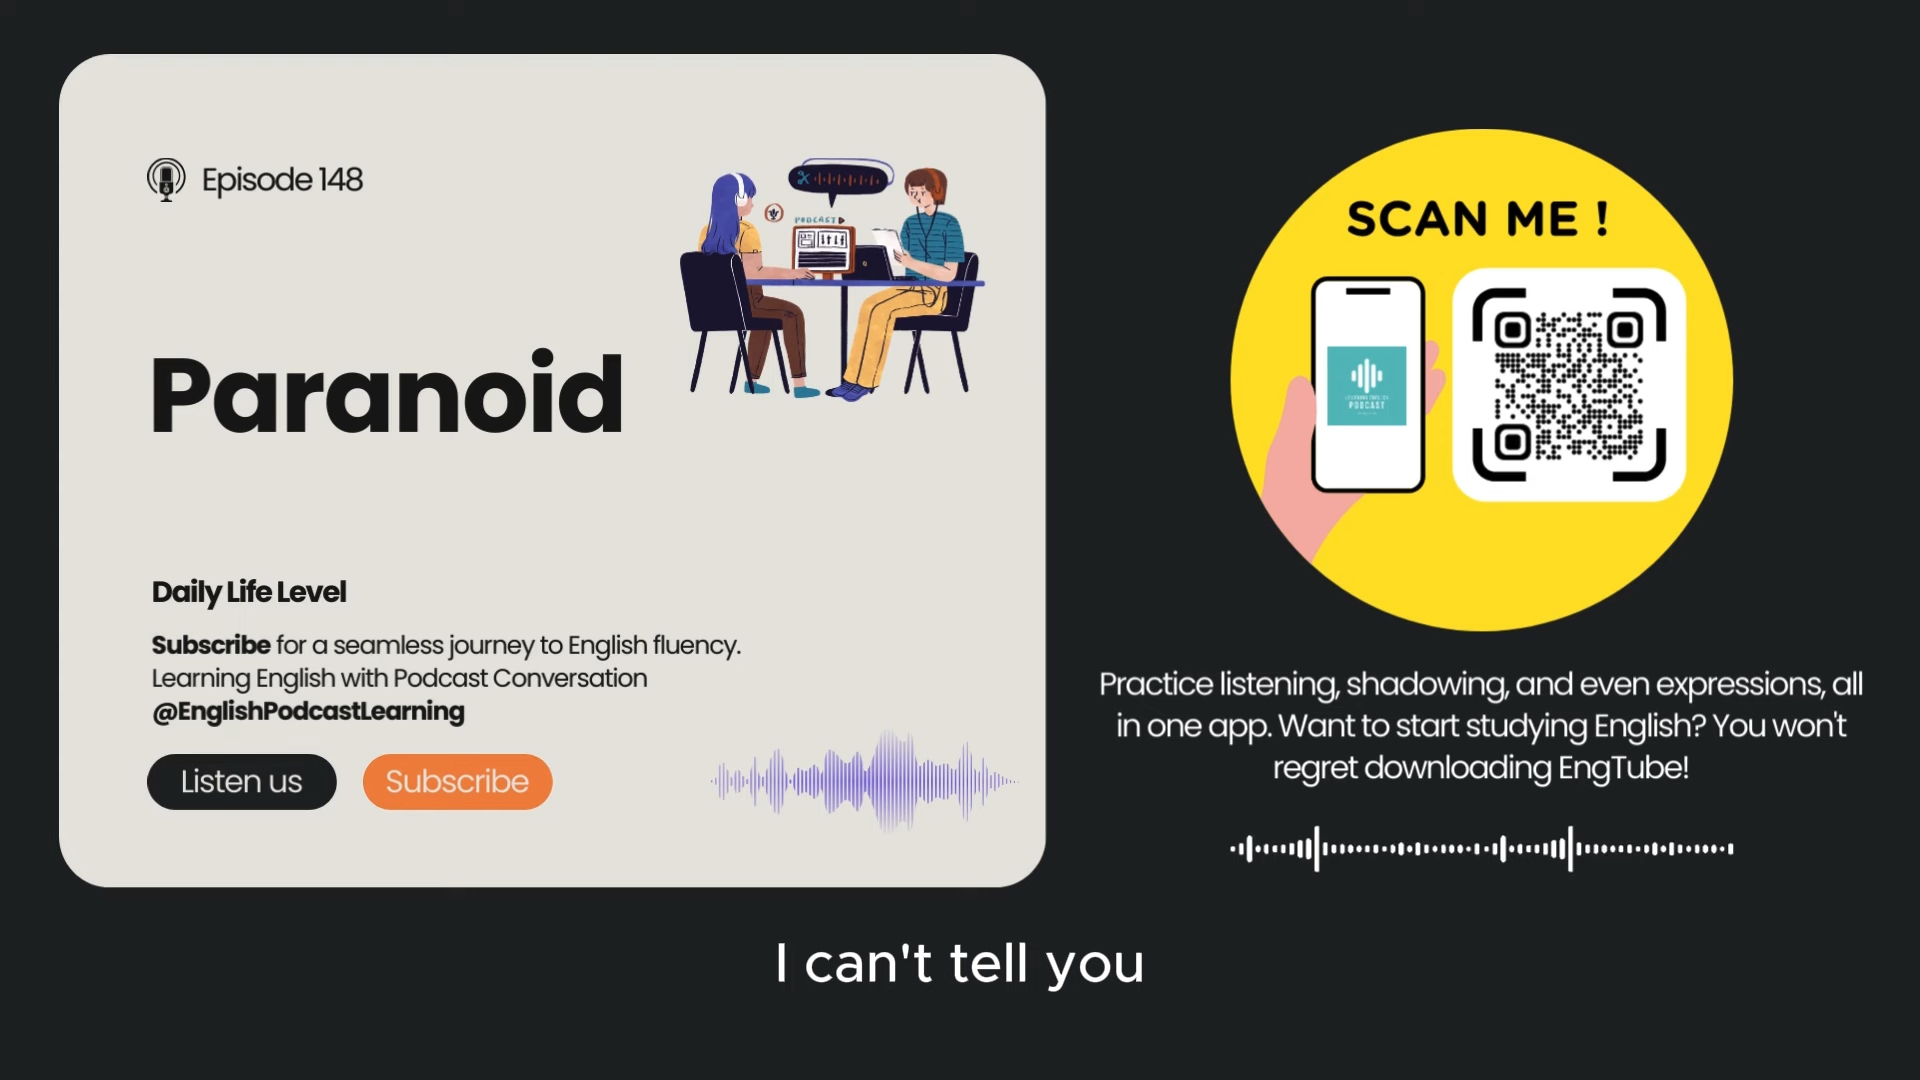 Episode 148
PODCAST
Paranoid
Daily Life Level
Subscribe for a seamless journey to English fluency.
Learning English with Podcast Conversation
@EnglishPodcastLearning
Listen us
Subscribe
SCAN ME !
PODCAST
Practice listening, shadowing, and even expressions, all
in one app. Want to start studying English? You won't
regret downloading EngTube!
I can't tell you